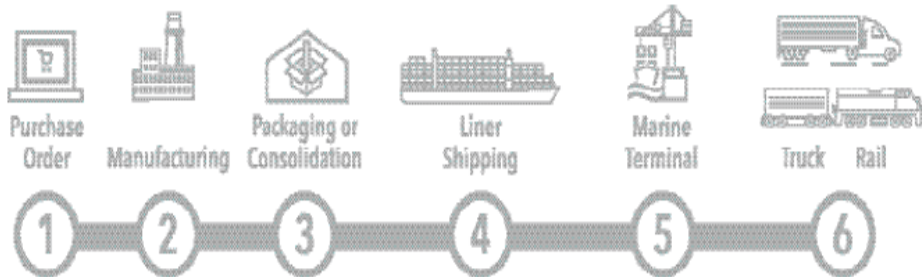 Purchase
Order
Manufacturing
Packaging or
Consolidation
Liner
Shipping
Marine
Terminal
Truck Rail
1 2 3 4 5 6